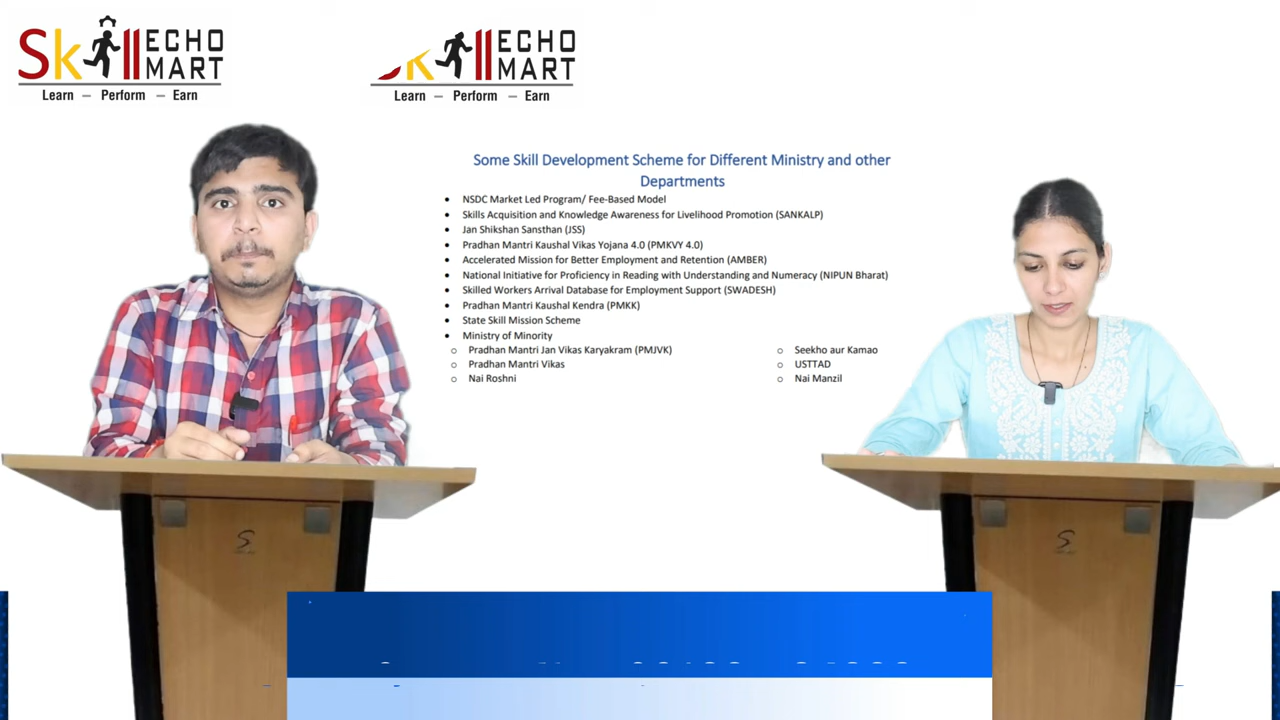 Skill ECHO MART
Learn – Perform – Earn
ll ECHO MART
Learn – Perform – Earn
Some Skill Development Scheme for Different Ministry and other
Departments
• NSDC Market Led Program/ Fee-Based Model
• Skills Acquisition and Knowledge Awareness for Livelihood Promotion (SANKALP)
• Jan Shikshan Sansthan (JSS)
• Pradhan Mantri Kaushal Vikas Yojana 4.0 (PMKVY 4.0)
• Accelerated Mission for Better Employment and Retention (AMBER)
• National Initiative for Proficiency in Reading with Understanding and Numeracy (NIPUN Bharat)
• Skilled Workers Arrival Database for Employment Support (SWADESH)
• Pradhan Mantri Kaushal Kendra (PMKK)
• State Skill Mission Scheme
• Ministry of Minority
o Pradhan Mantri Jan Vikas Karyakram (PMJVK)
o Pradhan Mantri Vikas
o Nai Roshni
o Seekho aur Kamao
o USTTAD
o Nai Manzil
S
S